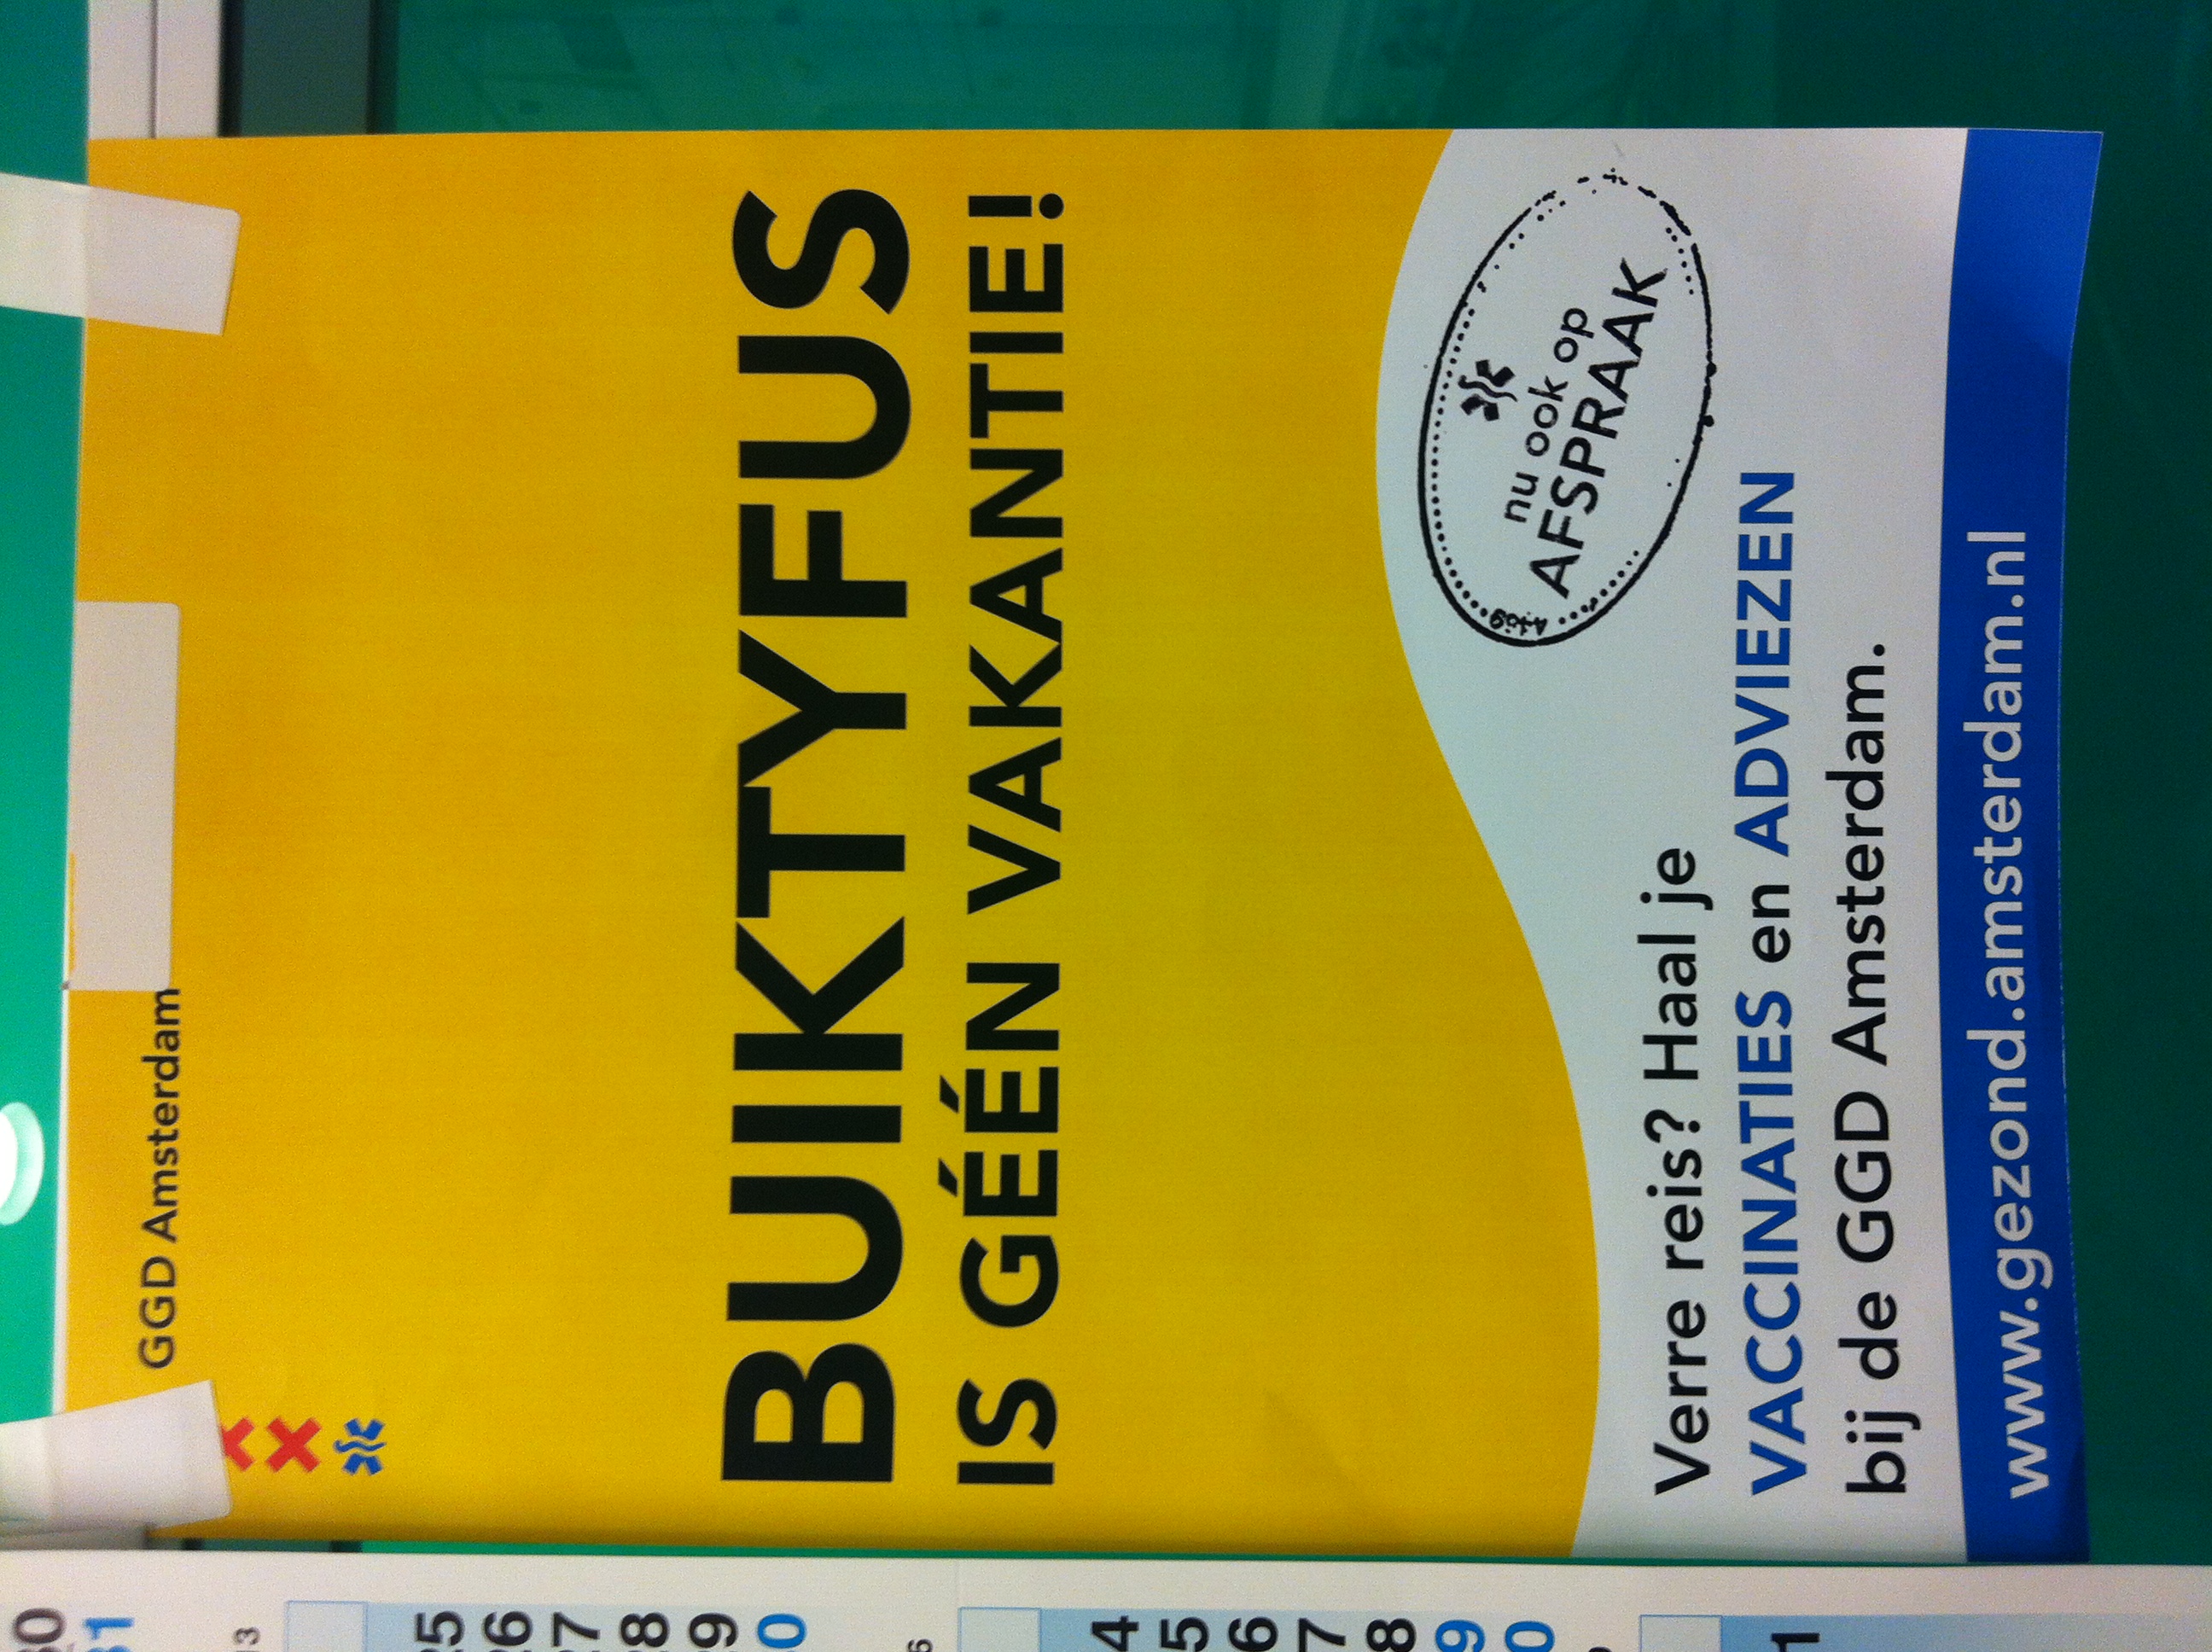 GGD Amsterdam
BUIKTYFUS
IS GÉÉN VAKANTIE!
nu ook op
AFSPRAAK
Verre reis? Haal je
VACCINATIES en ADVIEZEN
bij de GGD Amsterdam.
www.gezond.amsterdam.nl